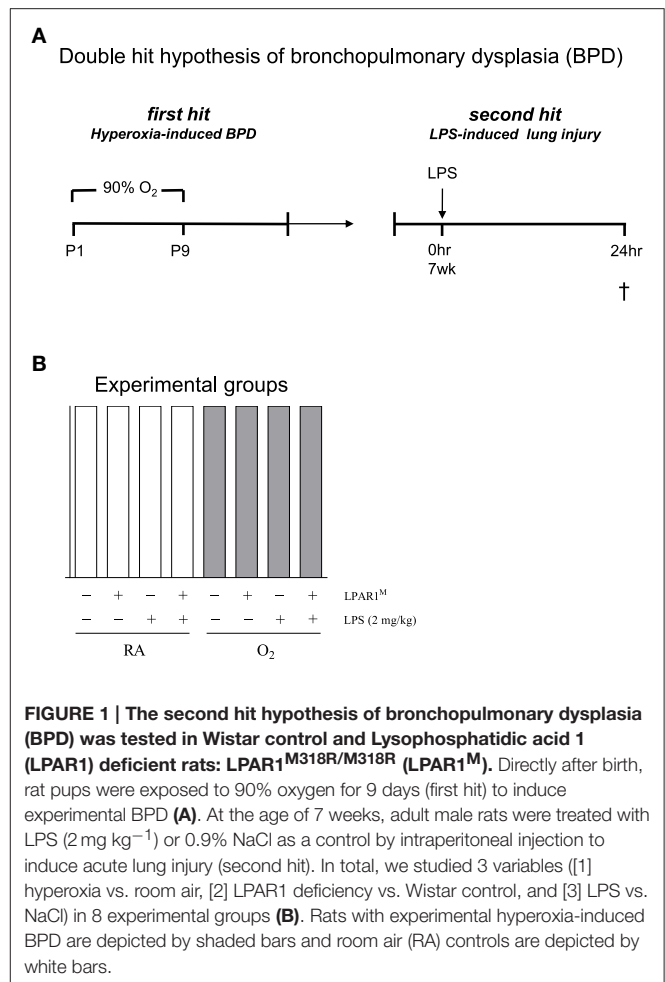 A
Double hit hypothesis of bronchopulmonary dysplasia (BPD)
first hit
Hyperoxia-induced BPD
second hit
LPS-induced lung injury
90% O₂
LPS
P1
P9
0hr
7wk
24hr
†
B
Experimental groups
− + − + − + − + LPAR1ᴹ
− − + + − − + + LPS (2 mg/kg)
RA
O₂
FIGURE 1 | The second hit hypothesis of bronchopulmonary dysplasia
(BPD) was tested in Wistar control and Lysophosphatidic acid 1
(LPAR1) deficient rats: LPAR1ᴹ³¹⁸ᴿ/ᴹ³¹⁸ᴿ (LPAR1ᴹ). Directly after birth,
rat pups were exposed to 90% oxygen for 9 days (first hit) to induce
experimental BPD (A). At the age of 7 weeks, adult male rats were treated with
LPS (2 mg kg⁻¹) or 0.9% NaCl as a control by intraperitoneal injection to
induce acute lung injury (second hit). In total, we studied 3 variables ([1]
hyperoxia vs. room air, [2] LPAR1 deficiency vs. Wistar control, and [3] LPS vs.
NaCl) in 8 experimental groups (B). Rats with experimental hyperoxia-induced
BPD are depicted by shaded bars and room air (RA) controls are depicted by
white bars.